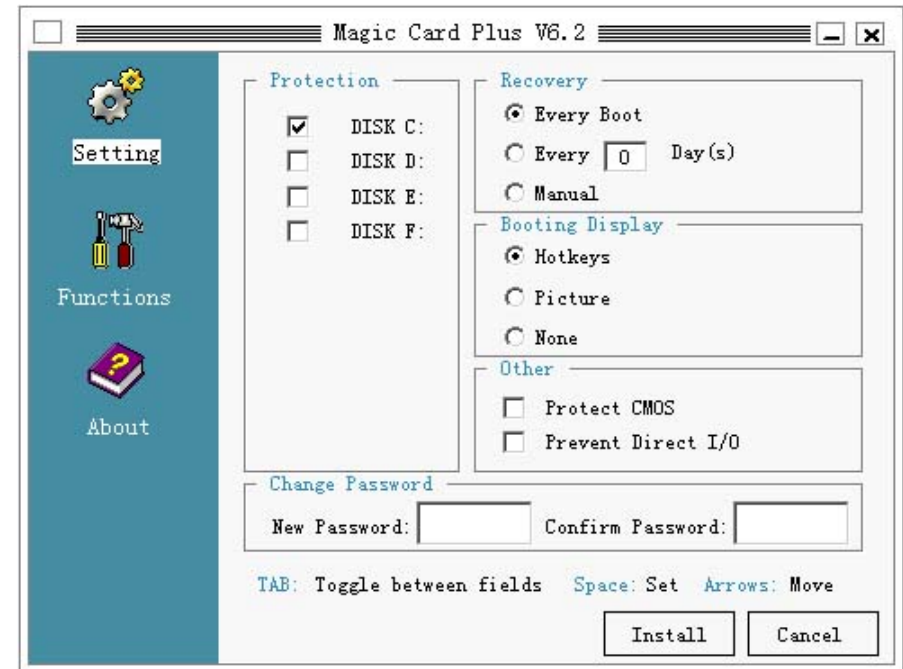 Magic Card Plus V6.2
Setting
Functions
About
Protection
DISK C:
DISK D:
DISK E:
DISK F:
Recovery
Every Boot
Every 0 Day(s)
Manual
Booting Display
Hotkeys
Picture
None
Other
Protect CMOS
Prevent Direct I/O
Change Password
New Password: Confirm Password:
TAB: Toggle between fields Space: Set Arrows: Move
Install Cancel